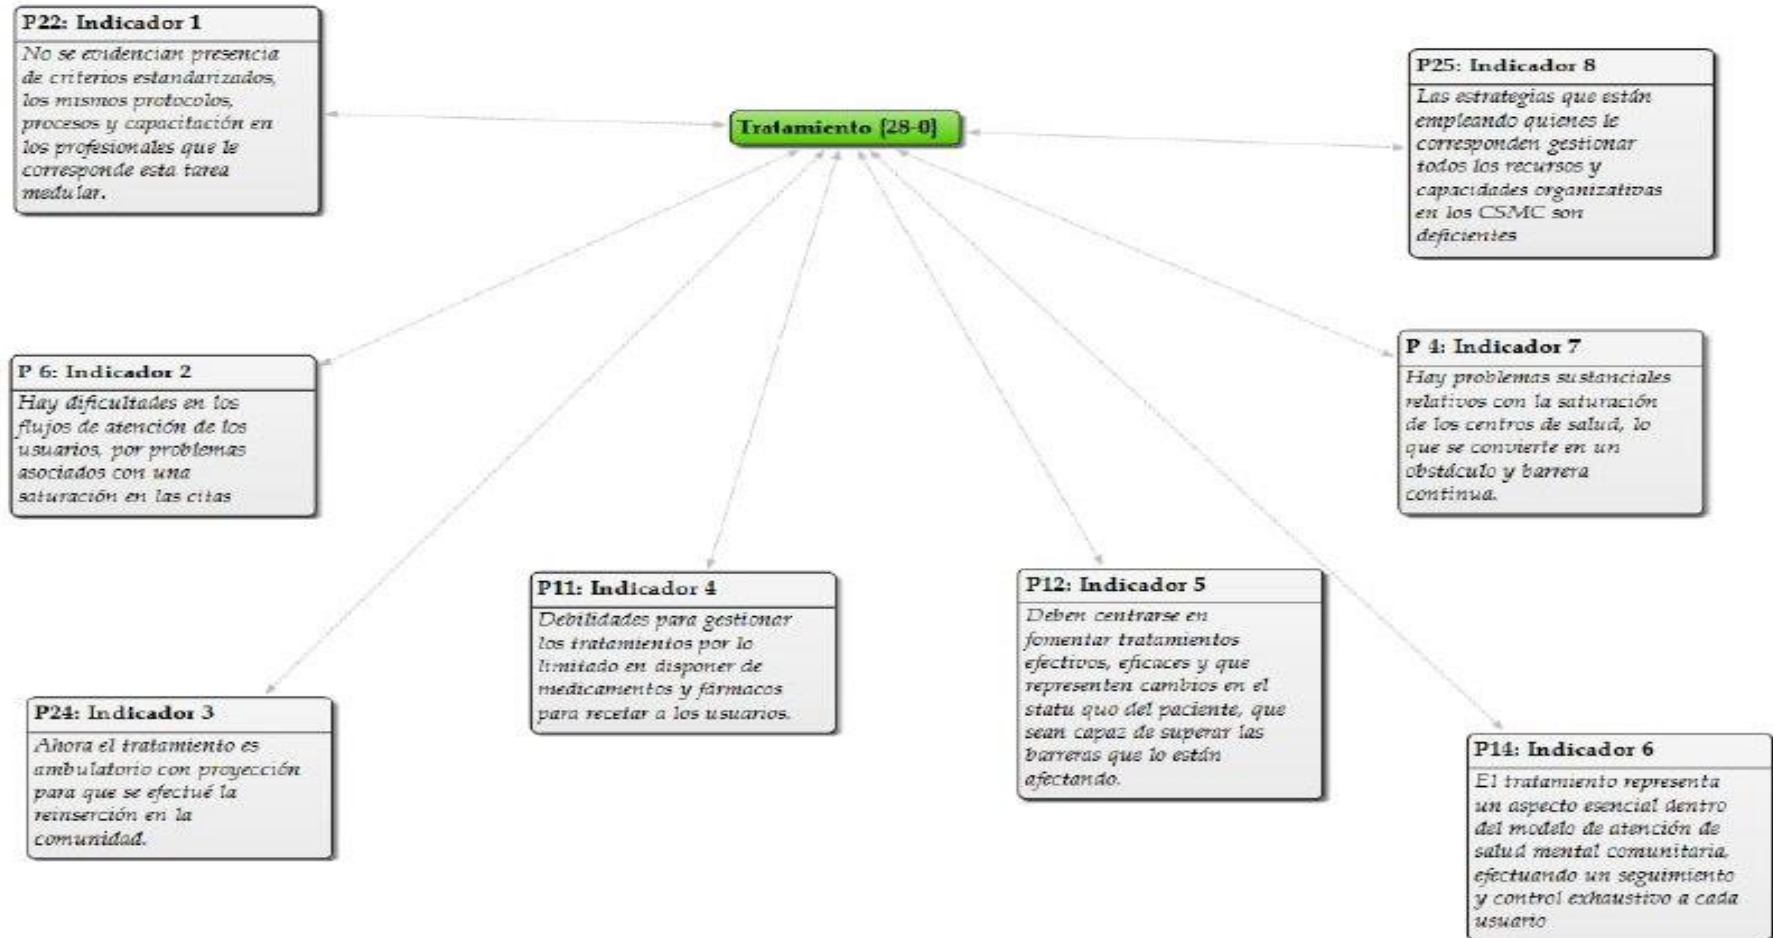 P22: Indicador 1
No se evidencian presencia
de criterios estandarizados,
los mismos protocolos,
procesos y capacitación en
los profesionales que le
corresponde esta tarea
medular.
Tratamiento {28-0}
P25: Indicador 8
Las estrategias que están
empleando quienes le
corresponden gestionar
todos los recursos y
capacidades organizativas
en los CSMC son
deficientes
P 6: Indicador 2
Hay dificultades en los
flujos de atención de los
usuarios, por problemas
asociados con una
saturación en las citas
P 4: Indicador 7
Hay problemas sustanciales
relativos con la saturación
de los centros de salud, lo
que se convierte en un
obstáculo y barrera
continua.
P24: Indicador 3
Ahora el tratamiento es
ambulatorio con proyección
para que se efectué la
reinserción en la
comunidad.
P11: Indicador 4
Debilidades para gestionar
los tratamientos por lo
limitado en disponer de
medicamentos y fármacos
para recetar a los usuarios.
P12: Indicador 5
Deben centrarse en
fomentar tratamientos
efectivos, eficaces y que
representen cambios en el
statu quo del paciente, que
sean capaz de superar las
barreras que lo están
afectando.
P14: Indicador 6
El tratamiento representa
un aspecto esencial dentro
del modelo de atención de
salud mental comunitaria,
efectuando un seguimiento
y control exhaustivo a cada
usuario